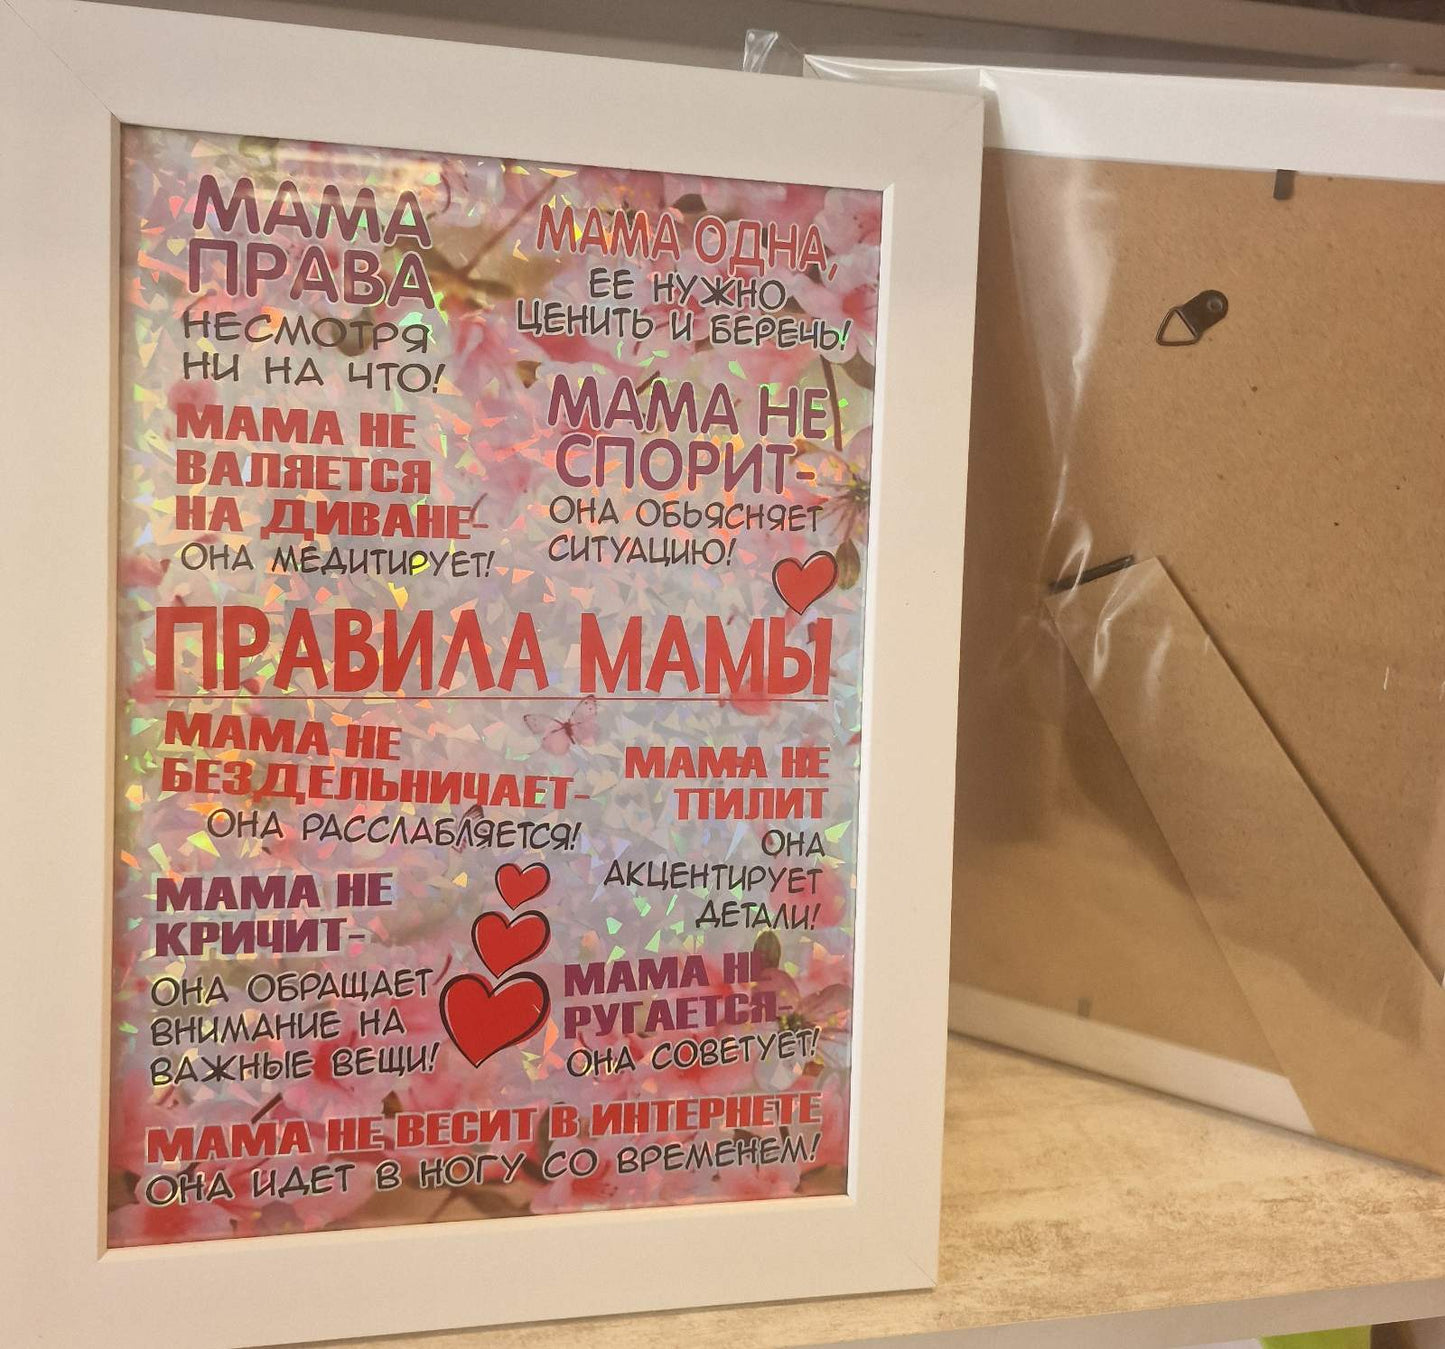 МАМА
ПРАВА
НЕСМОТРЯ
НИ НА ЧТО!
МАМА ОДНА,
ЕЕ НУЖНО
ЦЕНИТЬ И БЕРЕЧЬ!
МАМА НЕ
ВАЛЯЕТСЯ
НА ДИВАНЕ-
ОНА МЕДИТИРУЕТ!
МАМА НЕ
СПОРИТ-
ОНА ОБЬЯСНЯЕТ
СИТУАЦИЮ!
ПРАВИЛА МАМЫ
МАМА НЕ
БЕЗДЕЛЬНИЧАЕТ-
ОНА РАССЛАБЛЯЕТСЯ!
МАМА НЕ
ПИЛИТ
ОНА
АКЦЕНТИРУЕТ
ДЕТАЛИ!
МАМА НЕ
КРИЧИТ-
ОНА ОБРАЩАЕТ
ВНИМАНИЕ НА
ВАЖНЫЕ ВЕЩИ!
МАМА НЕ
РУГАЕТСЯ-
ОНА СОВЕТУЕТ!
МАМА НЕ ВЕСИТ В ИНТЕРНЕТЕ
ОНА ИДЕТ В НОГУ СО ВРЕМЕНЕМ!